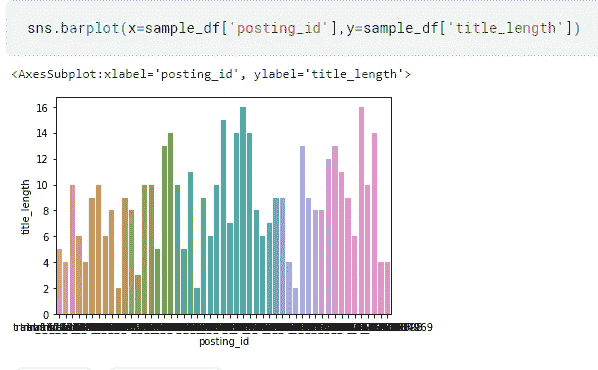 sns.barplot(x=sample_df['posting_id'],y=sample_df['title_length'])
<AxesSubplot:xlabel='posting_id', ylabel='title_length'>
16
14
12
10
8
6
4
2
0
title_length
posting_id